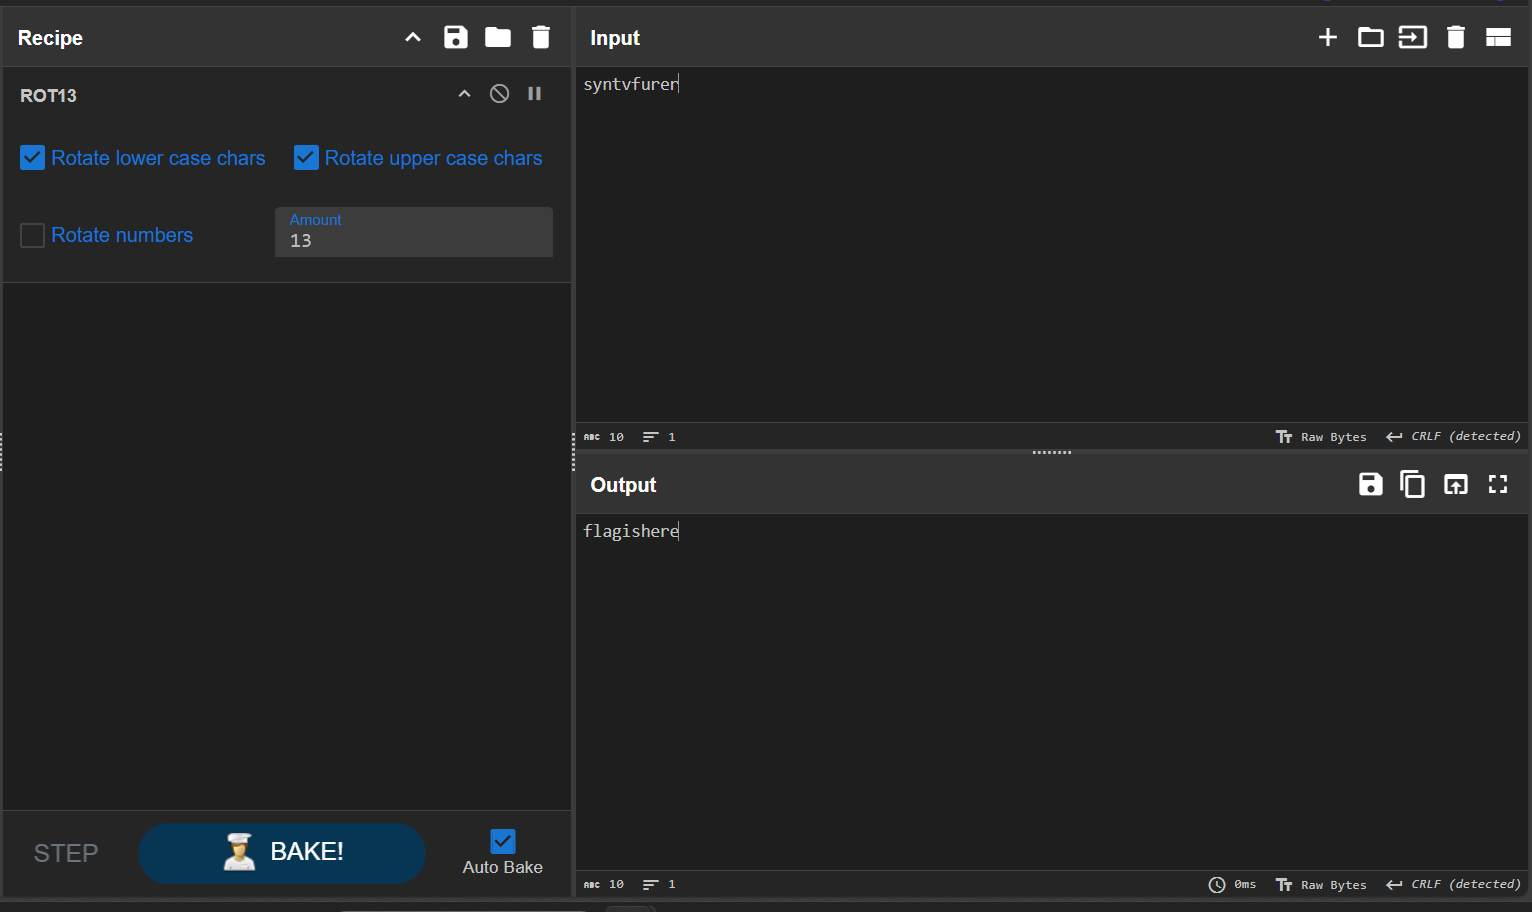 Recipe
ROT13
Rotate lower case chars
Rotate upper case chars
Rotate numbers
Amount
13
STEP
BAKE!
Auto Bake
Input
syntvfurer
ABC 10
1
Raw Bytes
CRLF (detected)
Output
flagishere
ABC 10
1
0ms
Raw Bytes
CRLF (detected)